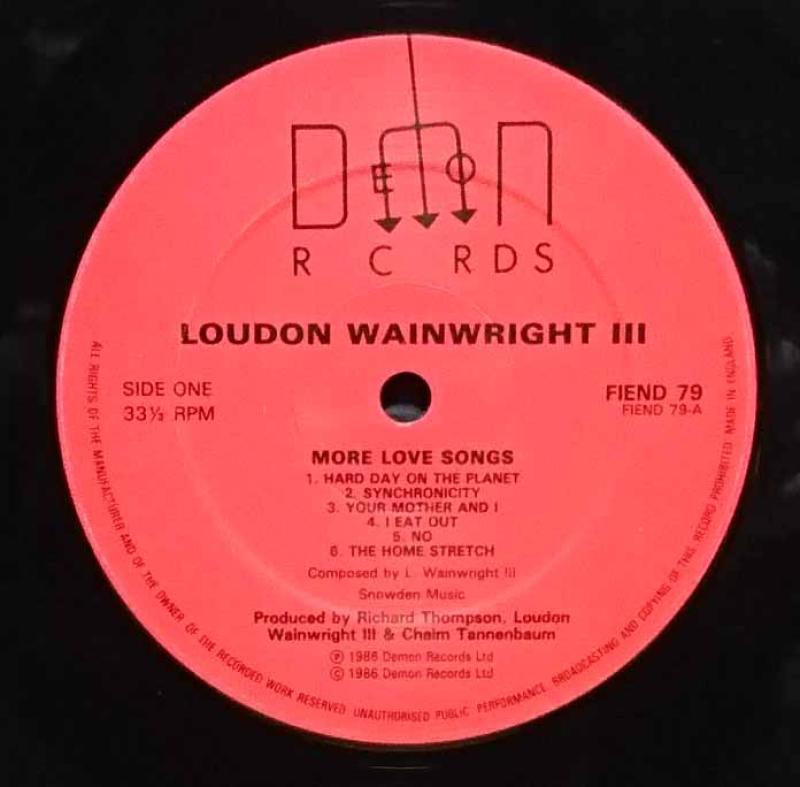 DEMON
R C RDS
LOUDON WAINWRIGHT III
SIDE ONE
33⅓ RPM
FIEND 79
FIEND 79-A
MORE LOVE SONGS
1. HARD DAY ON THE PLANET
2. SYNCHRONICITY
3. YOUR MOTHER AND I
4. I EAT OUT
5. NO
6. THE HOME STRETCH
Composed by L. Wainwright III
Snowden Music
Produced by Richard Thompson, Loudon
Wainwright III & Chaim Tannenbaum
℗ 1986 Demon Records Ltd
© 1986 Demon Records Ltd
ALL RIGHTS OF THE MANUFACTURER AND OF THE OWNER OF THE RECORDED WORK RESERVED. UNAUTHORISED PUBLIC PERFORMANCE BROADCASTING AND COPYING OF THIS RECORD PROHIBITED. MADE IN ENGLAND